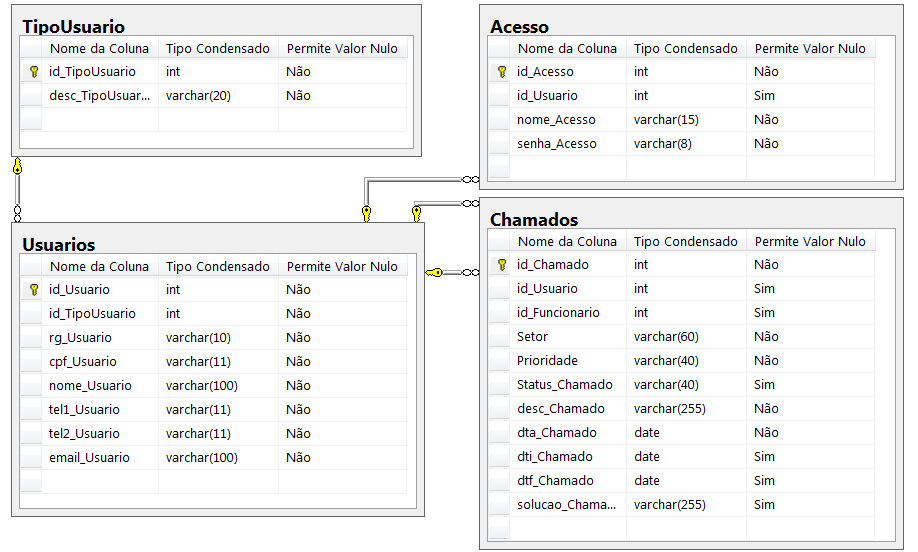 TipoUsuario
Nome da Coluna Tipo Condensado Permite Valor Nulo
id_TipoUsuario int Não
desc_TipoUsuar... varchar(20) Não
Acesso
Nome da Coluna Tipo Condensado Permite Valor Nulo
id_Acesso int Não
id_Usuario int Sim
nome_Acesso varchar(15) Não
senha_Acesso varchar(8) Não
Usuarios
Nome da Coluna Tipo Condensado Permite Valor Nulo
id_Usuario int Não
id_TipoUsuario int Não
rg_Usuario varchar(10) Não
cpf_Usuario varchar(11) Não
nome_Usuario varchar(100) Não
tel1_Usuario varchar(11) Não
tel2_Usuario varchar(11) Não
email_Usuario varchar(100) Não
Chamados
Nome da Coluna Tipo Condensado Permite Valor Nulo
id_Chamado int Não
id_Usuario int Sim
id_Funcionario int Sim
Setor varchar(60) Não
Prioridade varchar(40) Não
Status_Chamado varchar(40) Sim
desc_Chamado varchar(255) Não
dta_Chamado date Não
dti_Chamado date Sim
dtf_Chamado date Sim
solucao_Chama... varchar(255) Sim